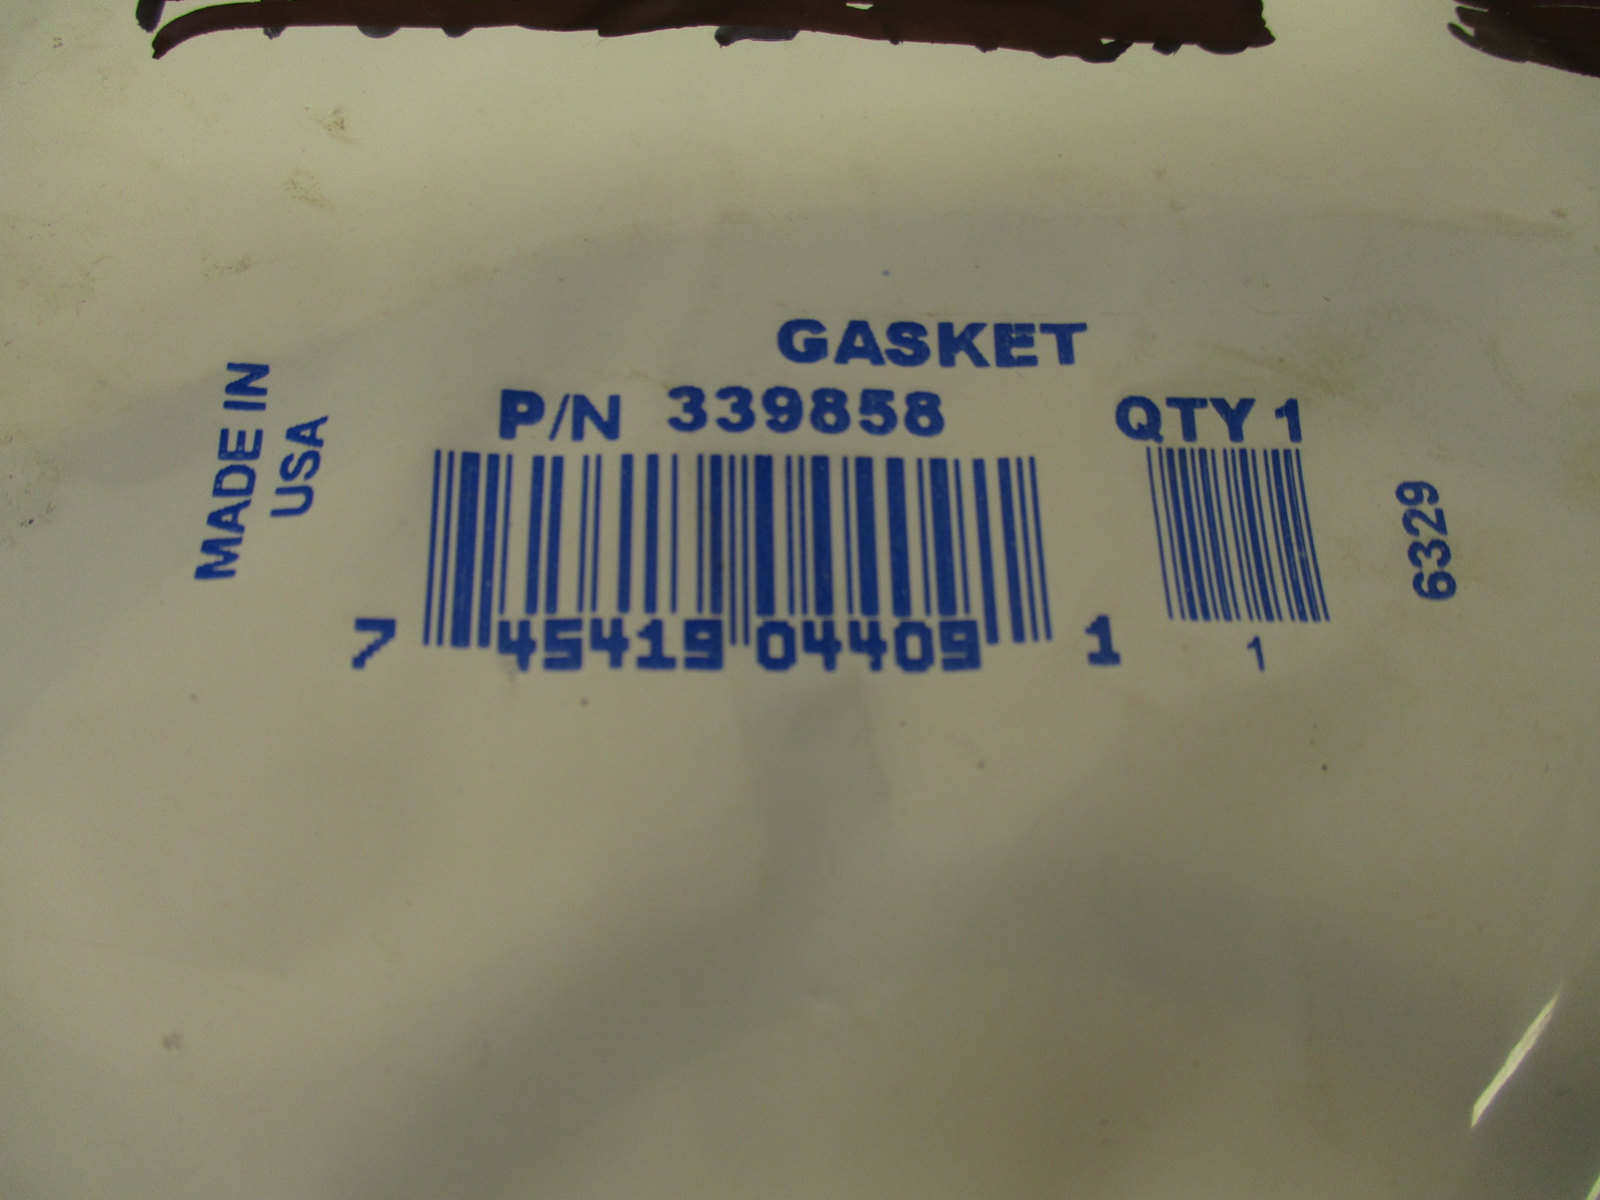 GASKET
MADE IN
USA
P/N 339858
QTY 1
7 45419 04409 1
1
6329